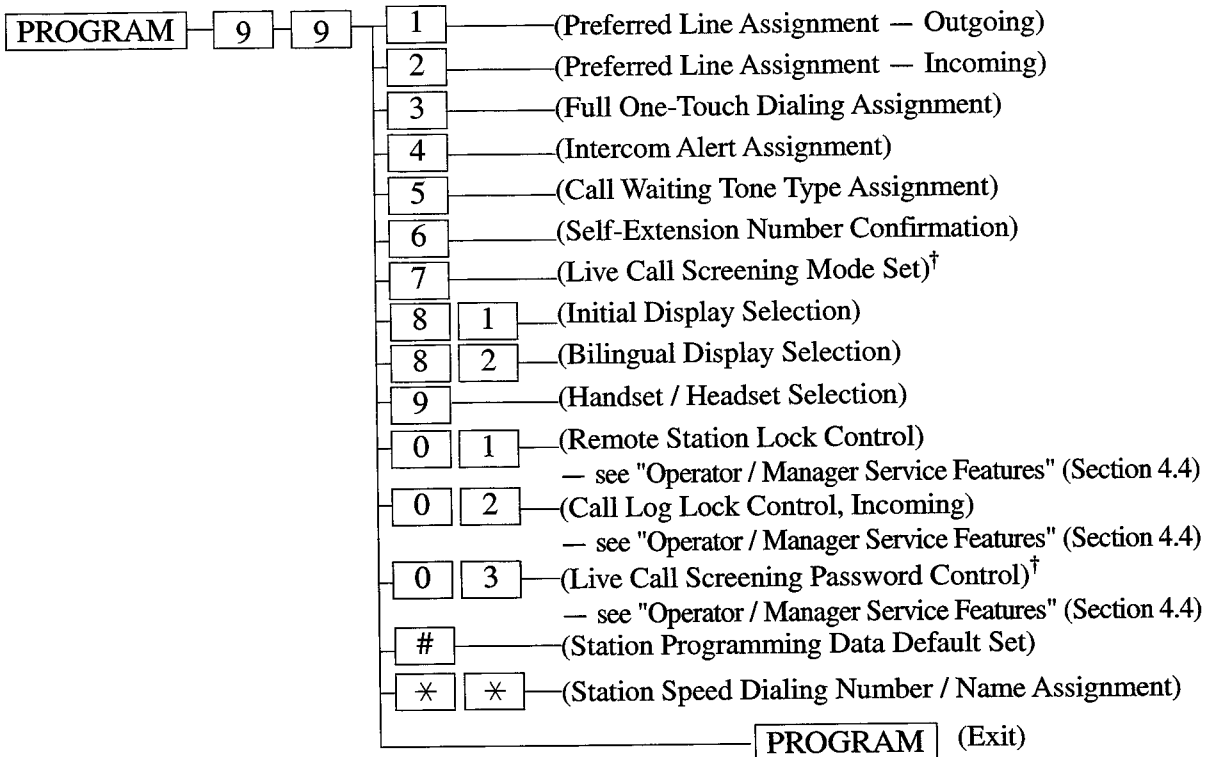 PROGRAM 9 9 1 (Preferred Line Assignment — Outgoing)
2 (Preferred Line Assignment — Incoming)
3 (Full One-Touch Dialing Assignment)
4 (Intercom Alert Assignment)
5 (Call Waiting Tone Type Assignment)
6 (Self-Extension Number Confirmation)
7 (Live Call Screening Mode Set)†
8 1 (Initial Display Selection)
8 2 (Bilingual Display Selection)
9 (Handset / Headset Selection)
0 1 (Remote Station Lock Control)
— see "Operator / Manager Service Features" (Section 4.4)
0 2 (Call Log Lock Control, Incoming)
— see "Operator / Manager Service Features" (Section 4.4)
0 3 (Live Call Screening Password Control)†
— see "Operator / Manager Service Features" (Section 4.4)
# (Station Programming Data Default Set)
* * (Station Speed Dialing Number / Name Assignment)
PROGRAM (Exit)